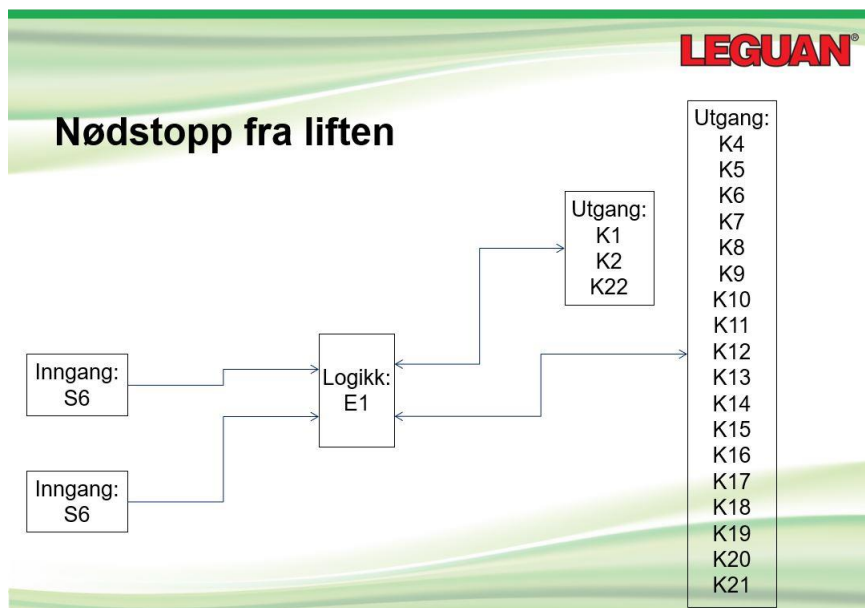 LEGUAN®
Nødstopp fra liften
Utgang:
K4
K5
K6
K7
K8
K9
K10
K11
K12
K13
K14
K15
K16
K17
K18
K19
K20
K21
Utgang:
K1
K2
K22
Inngang:
S6
Logikk:
E1
Inngang:
S6